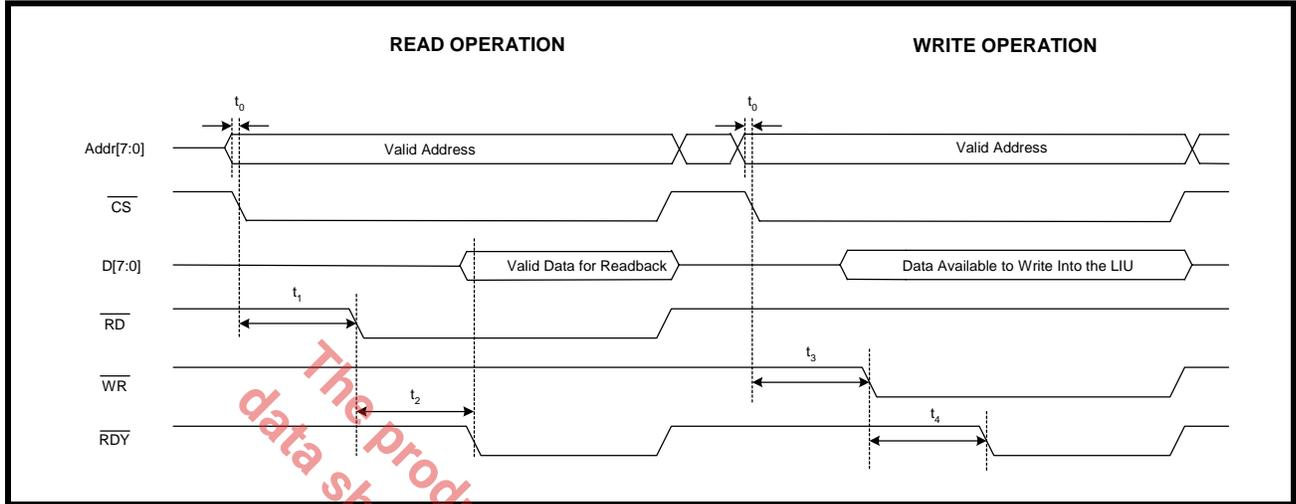 READ OPERATION WRITE OPERATION
t0 t0
Addr[7:0] Valid Address Valid Address
CS
D[7:0] Valid Data for Readback Data Available to Write Into the LIU
t1
RD
t3
WR
t2 t4
RDY
The prod
data sh